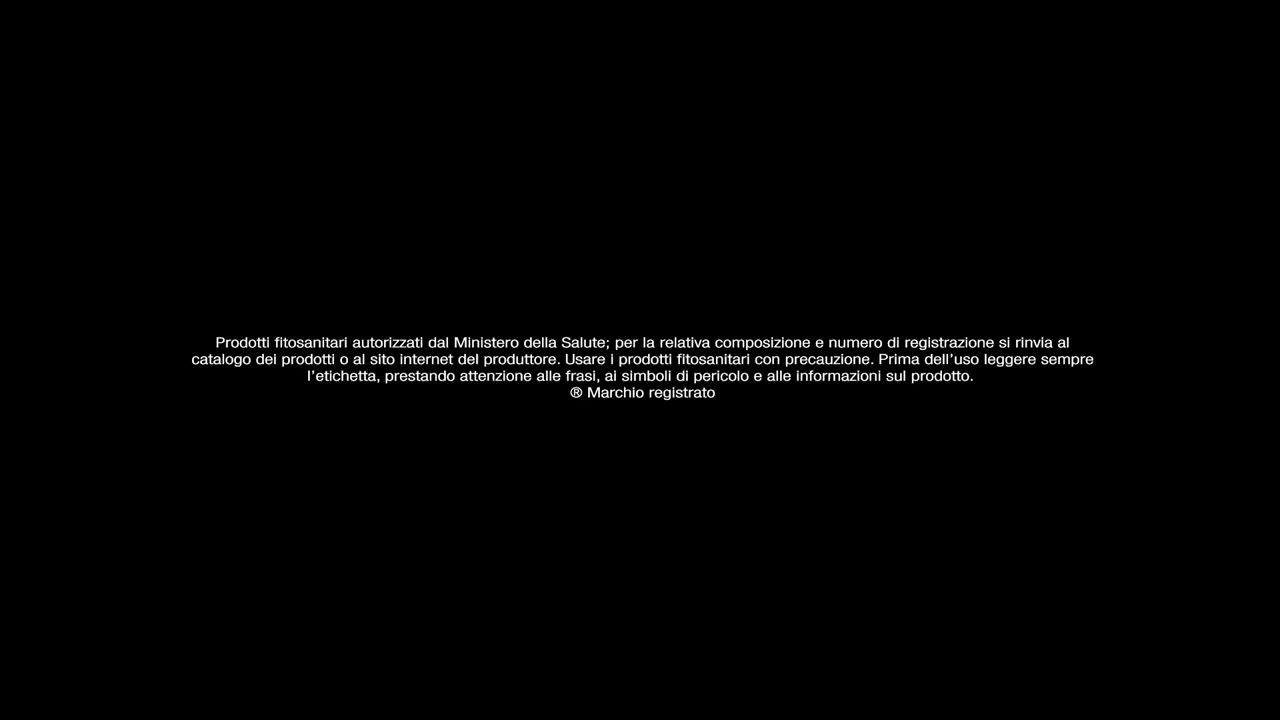 Prodotti fitosanitari autorizzati dal Ministero della Salute; per la relativa composizione e numero di registrazione si rinvia al
catalogo dei prodotti o al sito internet del produttore. Usare i prodotti fitosanitari con precauzione. Prima dell’uso leggere sempre
l’etichetta, prestando attenzione alle frasi, ai simboli di pericolo e alle informazioni sul prodotto.
® Marchio registrato